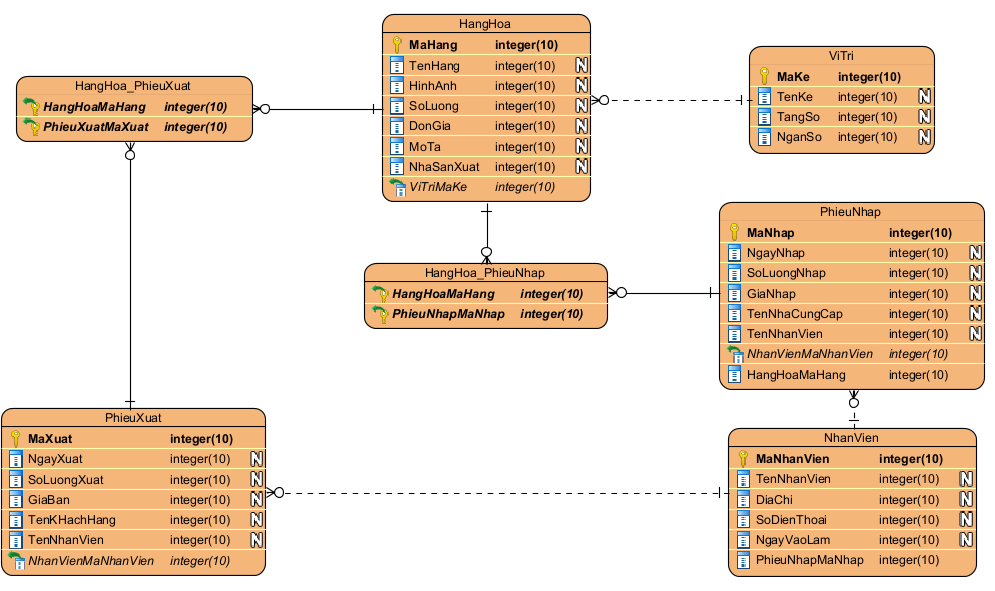 HangHoa
MaHang integer(10)
TenHang integer(10) N
HinhAnh integer(10) N
SoLuong integer(10) N
DonGia integer(10) N
MoTa integer(10) N
NhaSanXuat integer(10) N
ViTriMaKe integer(10)
ViTri
MaKe integer(10)
TenKe integer(10) N
TangSo integer(10) N
NganSo integer(10) N
HangHoa_PhieuXuat
HangHoaMaHang integer(10)
PhieuXuatMaXuat integer(10)
PhieuNhap
MaNhap integer(10)
NgayNhap integer(10) N
SoLuongNhap integer(10) N
GiaNhap integer(10) N
TenNhaCungCap integer(10) N
TenNhanVien integer(10) N
NhanVienMaNhanVien integer(10)
HangHoaMaHang integer(10)
HangHoa_PhieuNhap
HangHoaMaHang integer(10)
PhieuNhapMaNhap integer(10)
PhieuXuat
MaXuat integer(10)
NgayXuat integer(10) N
SoLuongXuat integer(10) N
GiaBan integer(10) N
TenKHachHang integer(10) N
TenNhanVien integer(10) N
NhanVienMaNhanVien integer(10)
NhanVien
MaNhanVien integer(10)
TenNhanVien integer(10) N
DiaChi integer(10) N
SoDienThoai integer(10) N
NgayVaoLam integer(10) N
PhieuNhapMaNhap integer(10)